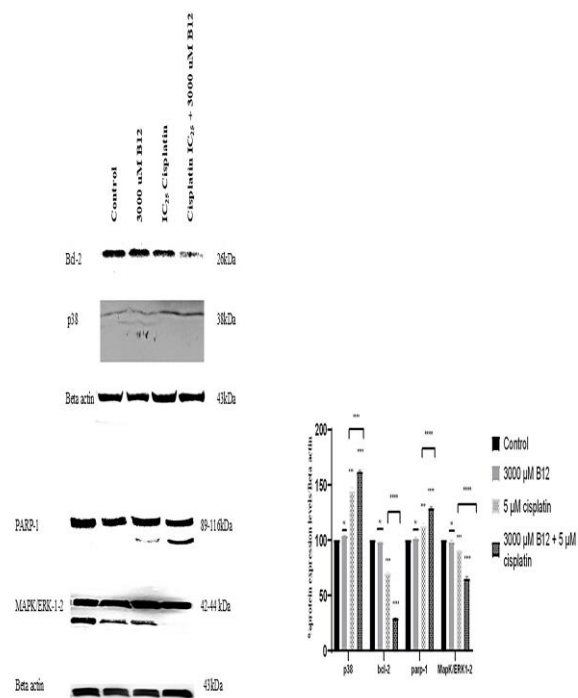 Control
3000 uM B12
IC25 Cisplatin
Cisplatin IC25 + 3000 uM B12
Bcl-2 26kDa
p38 38kDa
Beta actin 43kDa
PARP-1 89-116kDa
MAPK/ERK-1-2 42-44 kDa
Beta actin 43kDa
%protein expression levels/Beta actin
200
150
100
50
0
*** ****
** ***
* *** ****
* ** ***
* *** ****
p38 bcl-2 parp-1 MapK/ERK1-2
Control
3000 µM B12
5 µM cisplatin
3000 µM B12 + 5 µM
cisplatin